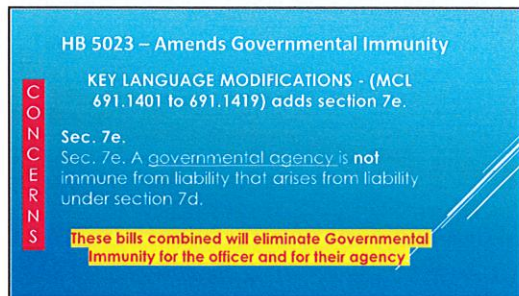 HB 5023 – Amends Governmental Immunity
KEY LANGUAGE MODIFICATIONS - (MCL
691.1401 to 691.1419) adds section 7e.
CONCERNS
Sec. 7e.
Sec. 7e. A governmental agency is not
immune from liability that arises from liability
under section 7d.
These bills combined will eliminate Governmental
Immunity for the officer and for their agency